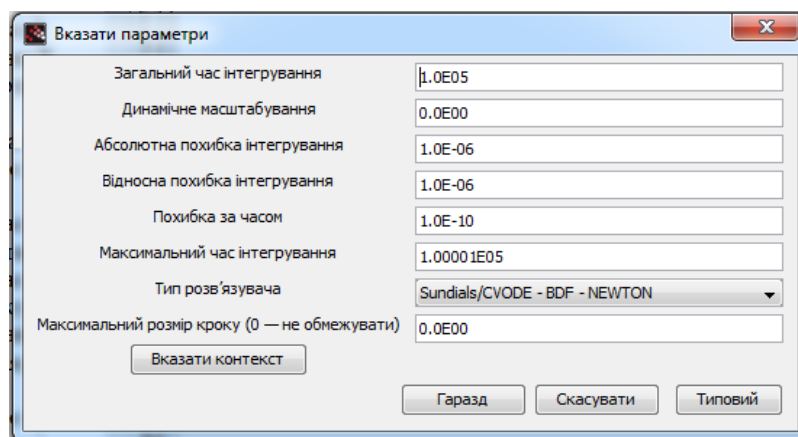 Вказати параметри
Загальний час інтегрування 1.0E05
Динамічне масштабування 0.0E00
Абсолютна похибка інтегрування 1.0E-06
Відносна похибка інтегрування 1.0E-06
Похибка за часом 1.0E-10
Максимальний час інтегрування 1.00001E05
Тип розв’язувача Sundials/CVODE - BDF - NEWTON
Максимальний розмір кроку (0 — не обмежувати) 0.0E00
Вказати контекст
Гаразд Скасувати Типовий